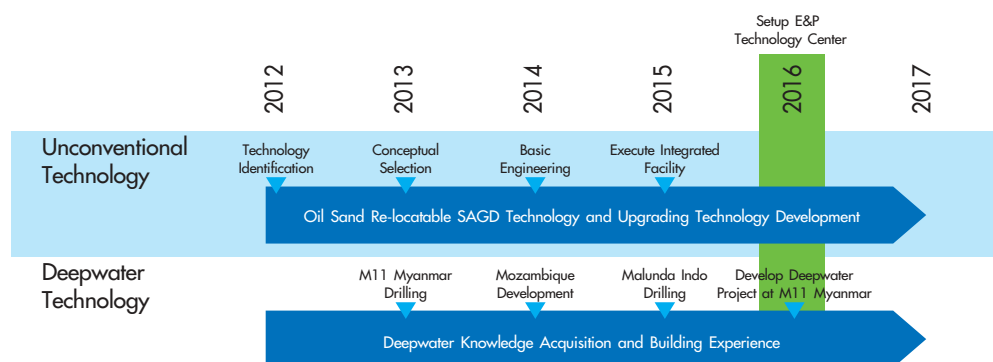 Setup E&P
Technology Center
2012
2013
2014
2015
2016
2017
Unconventional
Technology
Technology
Identification
Conceptual
Selection
Basic
Engineering
Execute Integrated
Facility
Oil Sand Re-locatable SAGD Technology and Upgrading Technology Development
Deepwater
Technology
M11 Myanmar
Drilling
Mozambique
Development
Malunda Indo
Drilling
Develop Deepwater
Project at M11 Myanmar
Deepwater Knowledge Acquisition and Building Experience